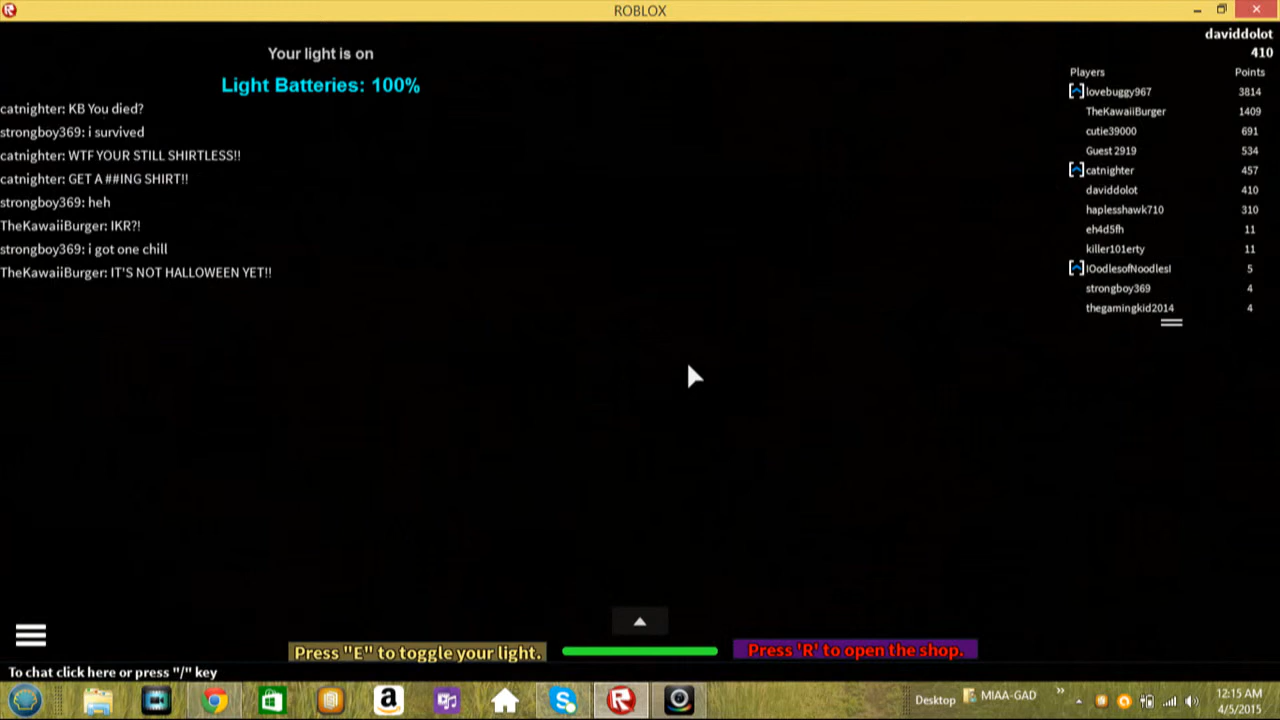 ROBLOX
daviddolot
410
Your light is on
Light Batteries: 100%
catnighter: KB You died?
strongboy369: i survived
catnighter: WTF YOUR STILL SHIRTLESS!!
catnighter: GET A ##ING SHIRT!!
strongboy369: heh
TheKawaiiBurger: IKR?!
strongboy369: i got one chill
TheKawaiiBurger: IT'S NOT HALLOWEEN YET!!
Players Points
lovebuggy967 3814
TheKawaiiBurger 1409
cutie39000 691
Guest 2919 534
catnighter 457
daviddolot 410
haplesshawk710 310
eh4d5fh 11
killer101erty 11
lOodlesofNoodlesl 5
strongboy369 4
thegamingkid2014 4
Press "E" to toggle your light.
Press 'R' to open the shop.
To chat click here or press "/" key
Desktop
MIAA-GAD
12:15 AM
4/5/2015